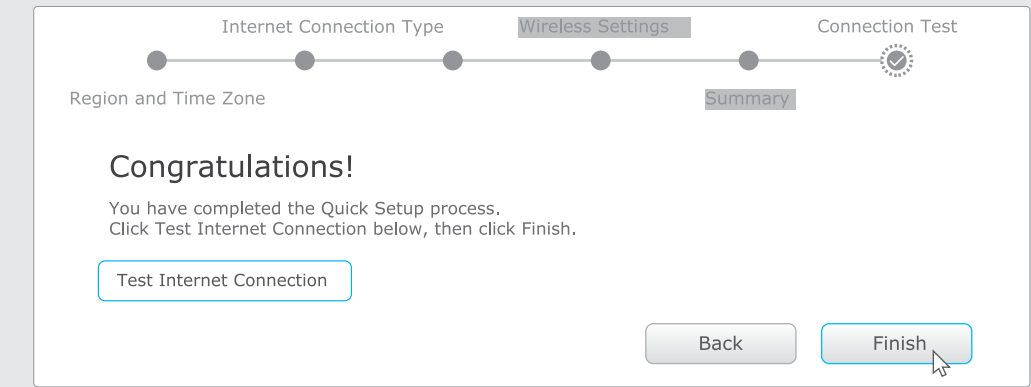 Internet Connection Type Wireless Settings Connection Test
Region and Time Zone Summary
Congratulations!
You have completed the Quick Setup process.
Click Test Internet Connection below, then click Finish.
Test Internet Connection
Back Finish